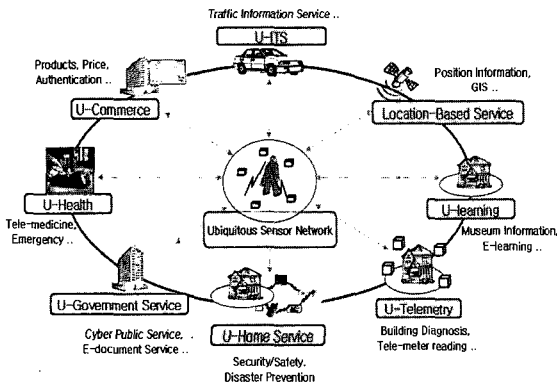 Traffic Information Service ..
U-ITS
Products, Price,
Authentication ..
U-Commerce
Position Information,
GIS ..
Location-Based Service
U-Health
Tele-medicine,
Emergency ..
Ubiquitous Sensor Network
U-learning
Museum Information,
E-learning ..
U-Government Service
Cyber Public Service, .
E-document Service ..
U-Home Service
Security/Safety,
Disaster Prevention
U-Telemetry
Building Diagnosis,
Tele-meter reading ..